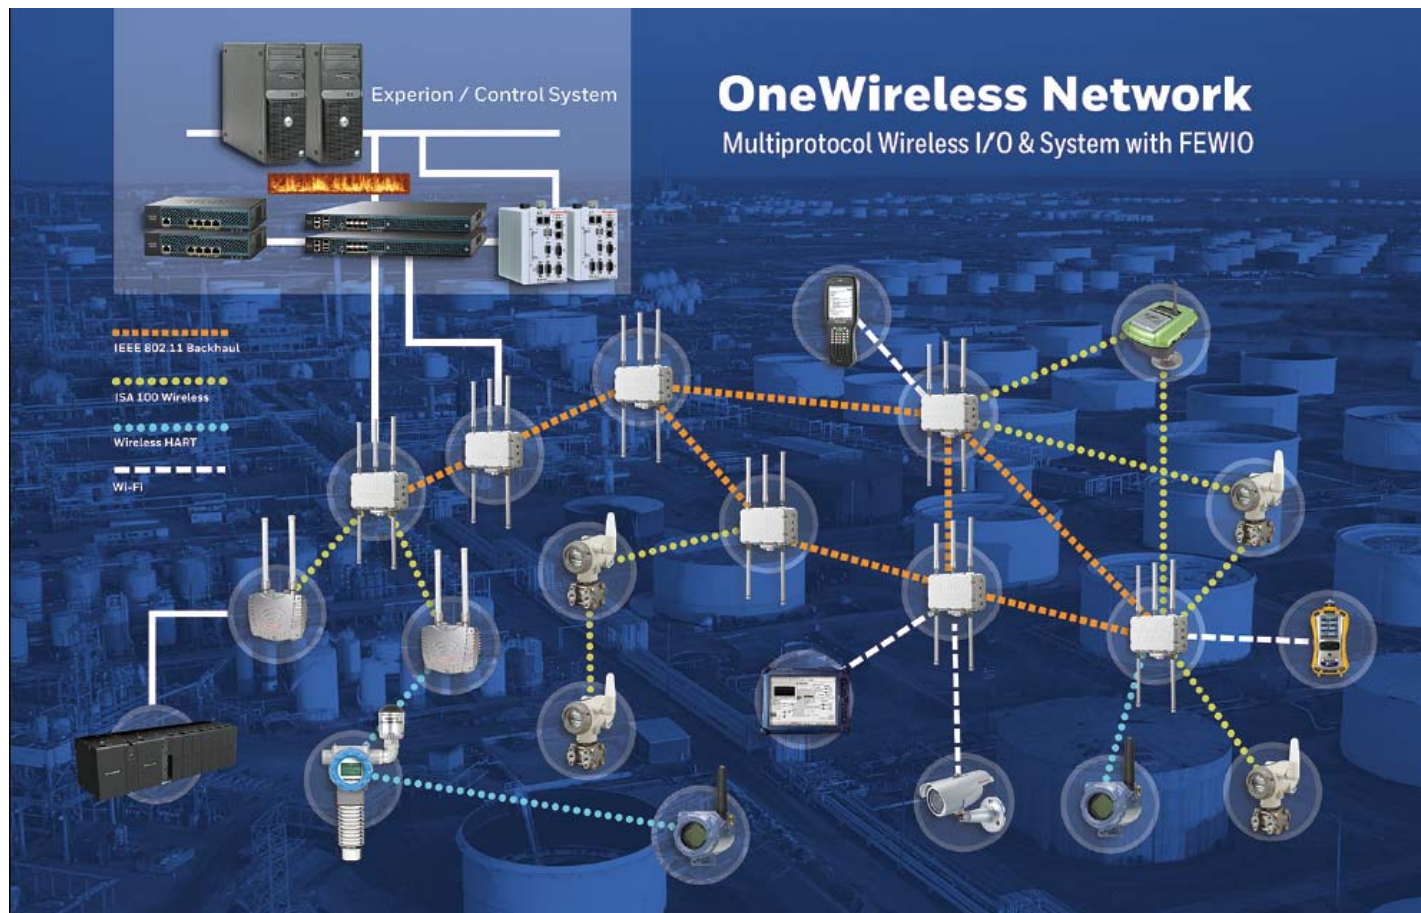 Experion / Control System
OneWireless Network
Multiprotocol Wireless I/O & System with FEWIO
IEEE 802.11 Backhaul
ISA 100 Wireless
Wireless HART
Wi-Fi